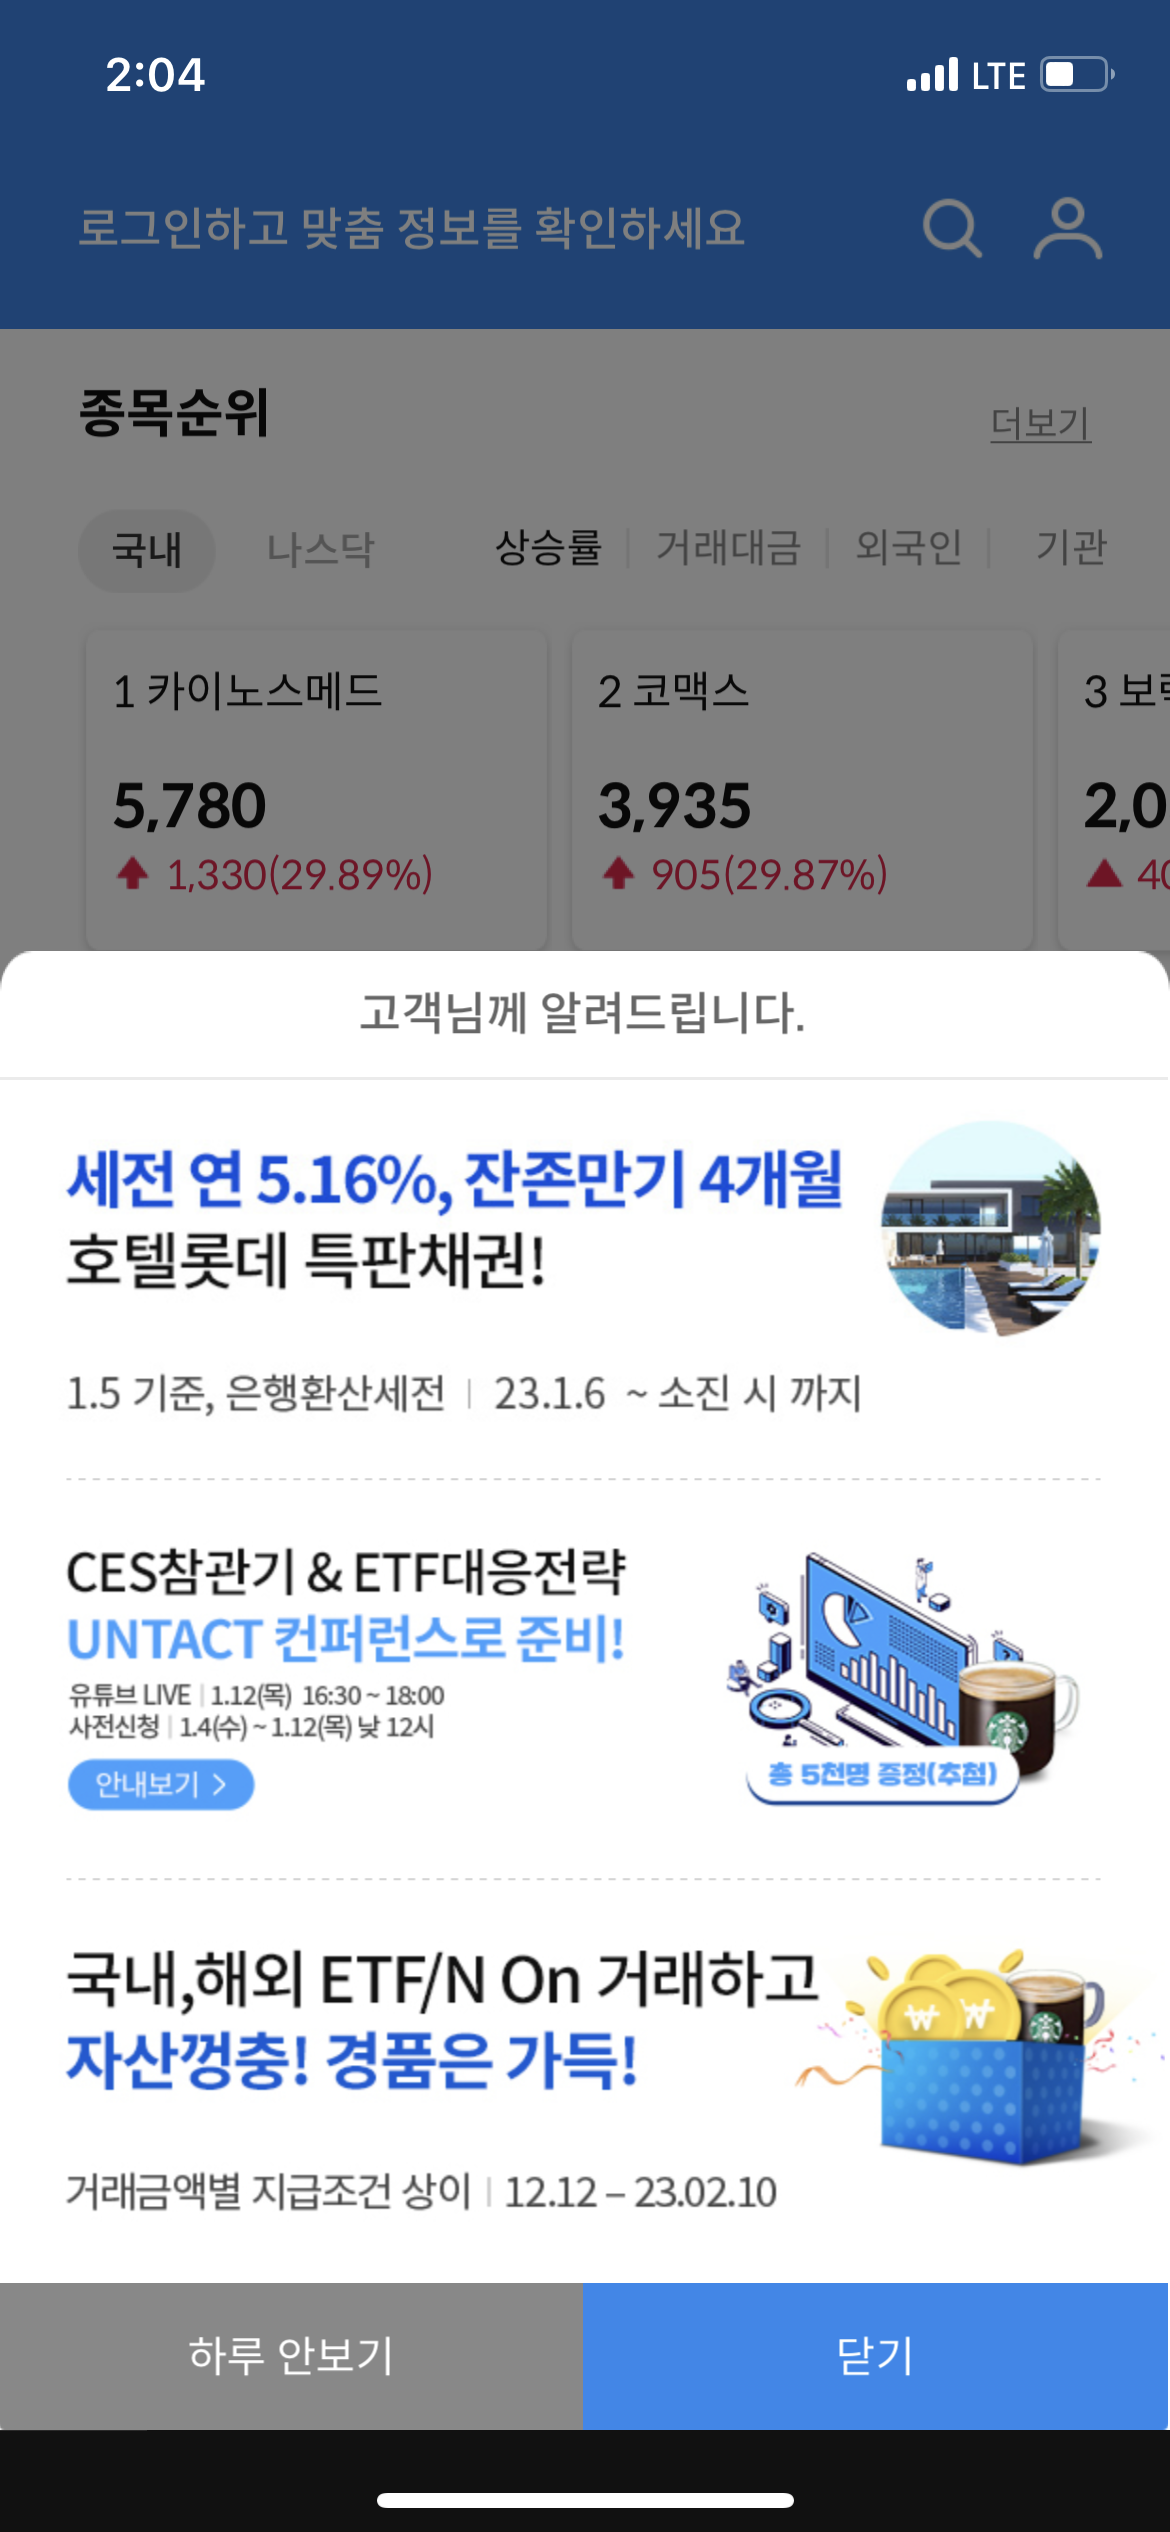 2:04
LTE
로그인하고 맞춤 정보를 확인하세요
종목순위
더보기
국내 나스닥 상승률 거래대금 외국인 기관
1 카이노스메드
5,780
1,330(29.89%)
2 코맥스
3,935
905(29.87%)
3 보
2,0
40
고객님께 알려드립니다.
세전 연 5.16%, 잔존만기 4개월
호텔롯데 특판채권!
1.5 기준, 은행환산세전 | 23.1.6 ~ 소진 시 까지
CES참관기 & ETF대응전략
UNTACT 컨퍼런스로 준비!
유튜브 LIVE | 1.12(목) 16:30 ~ 18:00
사전신청 | 1.4(수) ~ 1.12(목) 낮 12시
안내보기 >
총 5천명 증정(추첨)
국내,해외 ETF/N On 거래하고
자산껑충! 경품은 가득!
거래금액별 지급조건 상이 | 12.12 – 23.02.10
하루 안보기
닫기